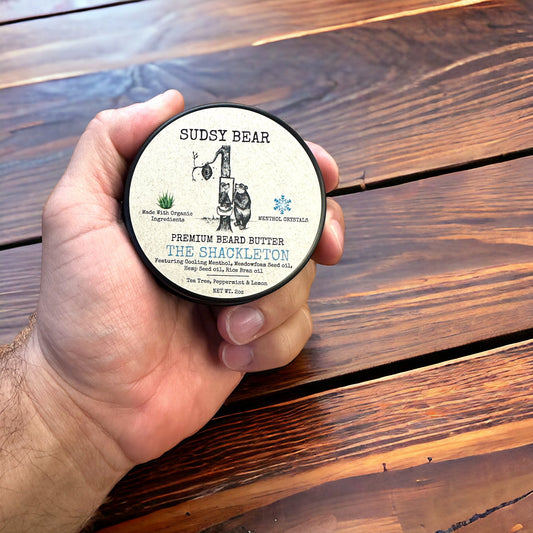 SUDSY BEAR
Made With Organic
Ingredients
MENTHOL CRYSTALS
PREMIUM BEARD BUTTER
THE SHACKLETON
Featuring Cooling Menthol, Meadowfoam Seed oil,
Hemp Seed oil, Rice Bran oil
Tea Tree, Peppermint & Lemon
NET WT. 2oz